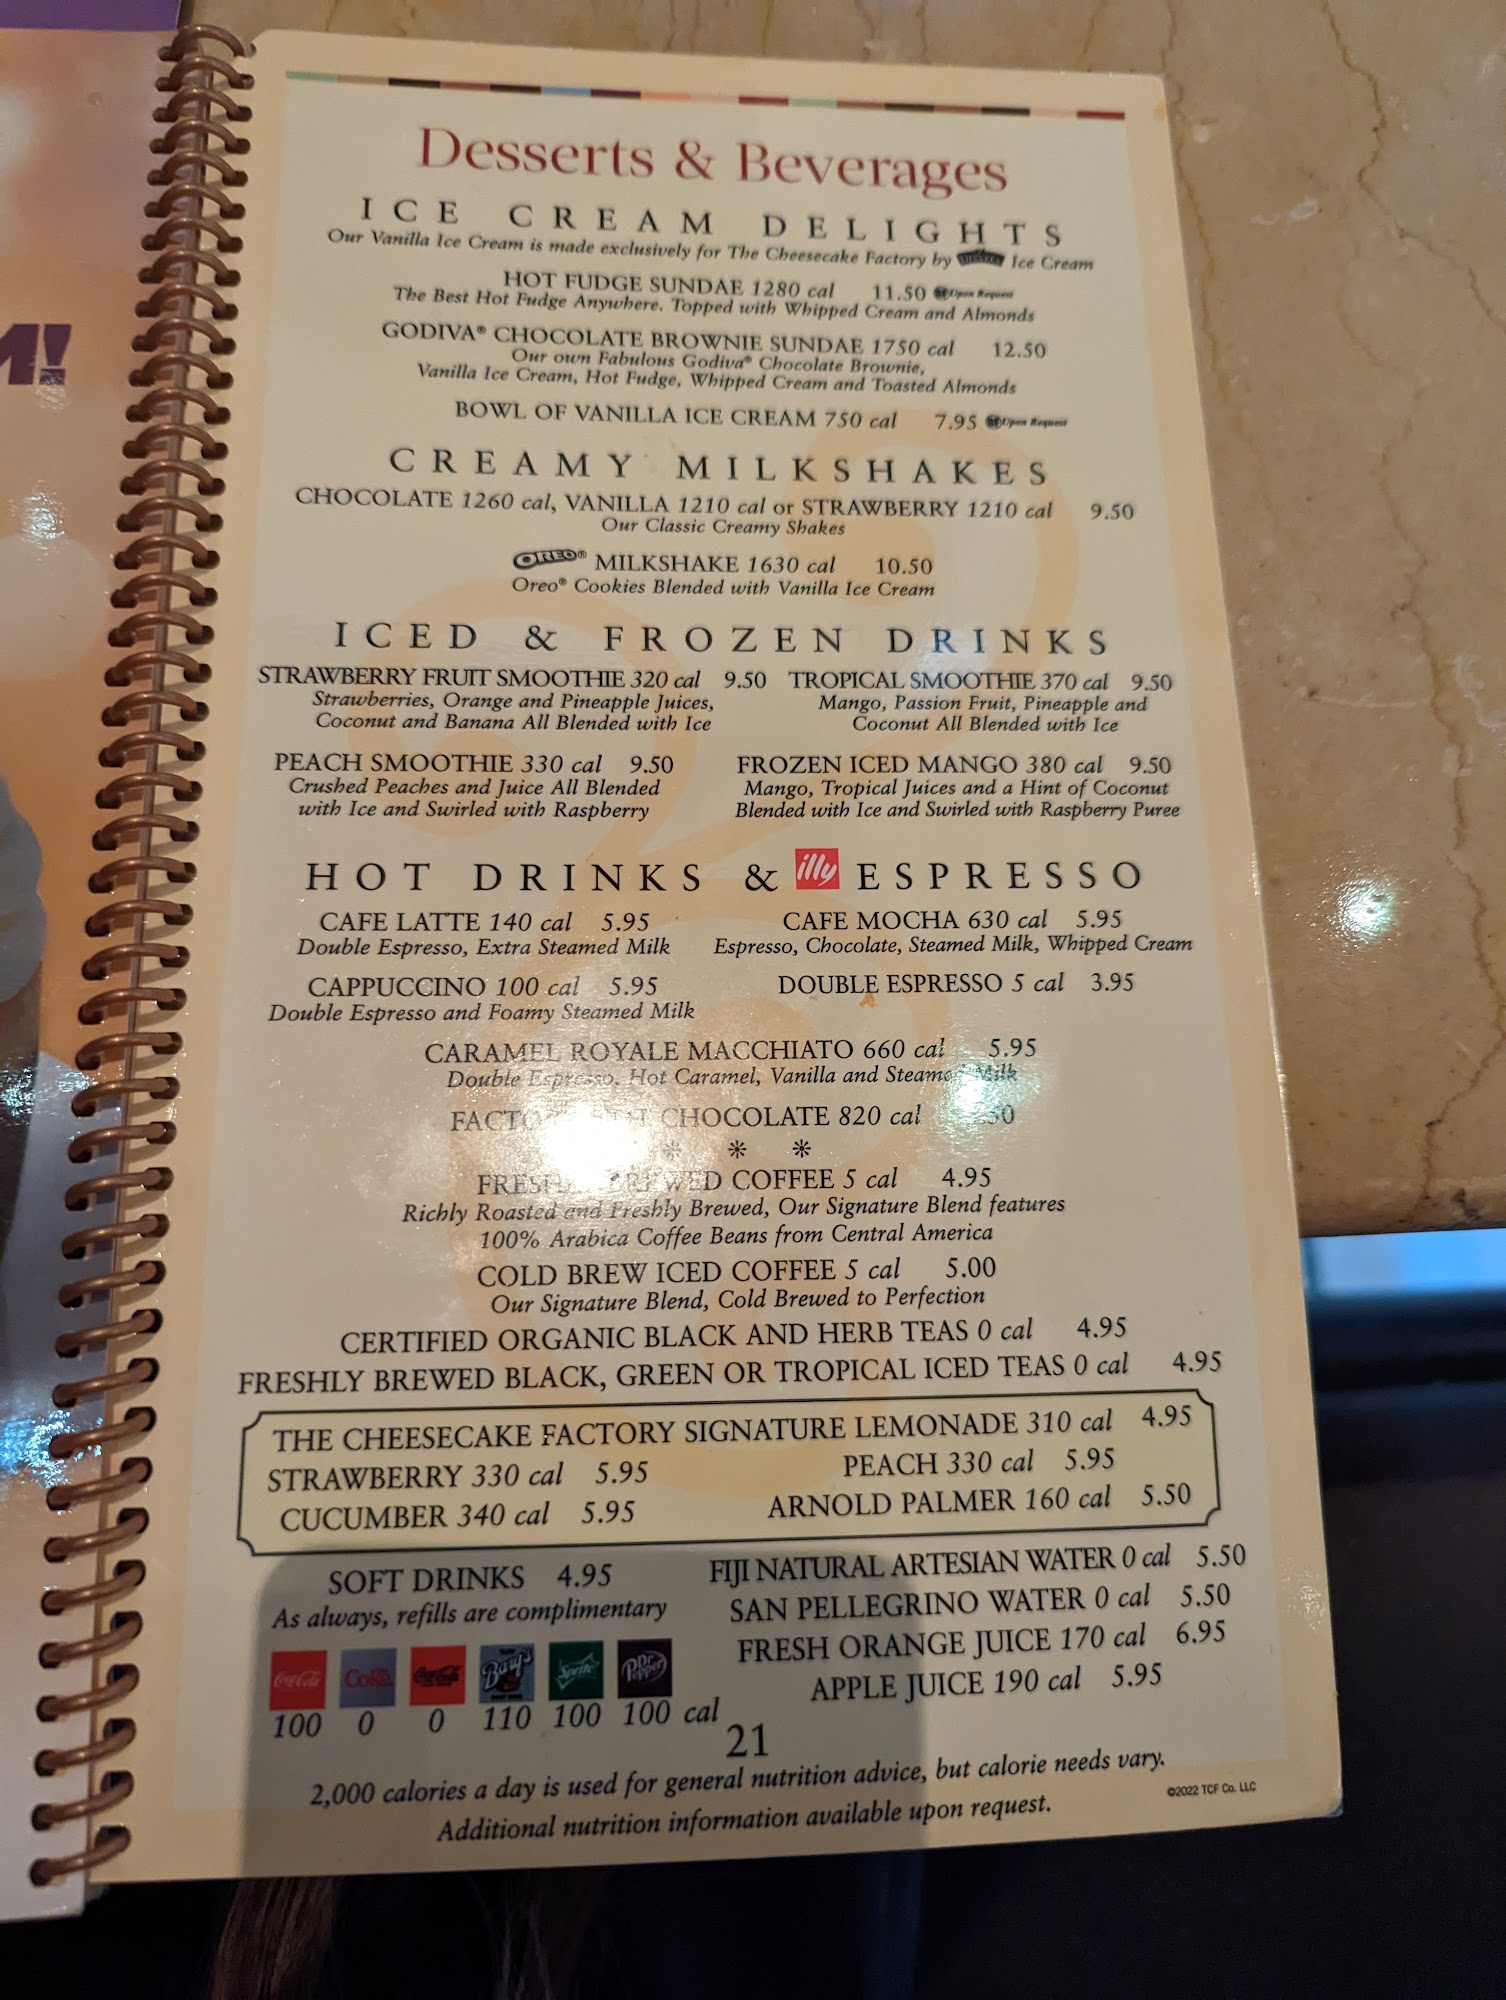 M!
Desserts & Beverages
ICE CREAM DELIGHTS
Our Vanilla Ice Cream is made exclusively for The Cheesecake Factory by Ice Cream
HOT FUDGE SUNDAE 1280 cal 11.50 Upon Request
The Best Hot Fudge Anywhere. Topped with Whipped Cream and Almonds
GODIVA® CHOCOLATE BROWNIE SUNDAE 1750 cal 12.50
Our own Fabulous Godiva® Chocolate Brownie,
Vanilla Ice Cream, Hot Fudge, Whipped Cream and Toasted Almonds
BOWL OF VANILLA ICE CREAM 750 cal 7.95 Upon Request
CREAMY MILKSHAKES
CHOCOLATE 1260 cal, VANILLA 1210 cal or STRAWBERRY 1210 cal 9.50
Our Classic Creamy Shakes
OREO® MILKSHAKE 1630 cal 10.50
Oreo® Cookies Blended with Vanilla Ice Cream
ICED & FROZEN DRINKS
STRAWBERRY FRUIT SMOOTHIE 320 cal 9.50 TROPICAL SMOOTHIE 370 cal 9.50
Strawberries, Orange and Pineapple Juices, Mango, Passion Fruit, Pineapple and
Coconut and Banana All Blended with Ice Coconut All Blended with Ice
PEACH SMOOTHIE 330 cal 9.50 FROZEN ICED MANGO 380 cal 9.50
Crushed Peaches and Juice All Blended Mango, Tropical Juices and a Hint of Coconut
with Ice and Swirled with Raspberry Blended with Ice and Swirled with Raspberry Puree
HOT DRINKS & illy ESPRESSO
CAFE LATTE 140 cal 5.95 CAFE MOCHA 630 cal 5.95
Double Espresso, Extra Steamed Milk Espresso, Chocolate, Steamed Milk, Whipped Cream
CAPPUCCINO 100 cal 5.95 DOUBLE ESPRESSO 5 cal 3.95
Double Espresso and Foamy Steamed Milk
CARAMEL ROYALE MACCHIATO 660 cal 5.95
Double Espresso, Hot Caramel, Vanilla and Steamed Milk
CHOCOLATE 820 cal
* * *
BREWED COFFEE 5 cal 4.95
Richly Roasted and Freshly Brewed, Our Signature Blend features
100% Arabica Coffee Beans from Central America
COLD BREW ICED COFFEE 5 cal 5.00
Our Signature Blend, Cold Brewed to Perfection
CERTIFIED ORGANIC BLACK AND HERB TEAS 0 cal 4.95
FRESHLY BREWED BLACK, GREEN OR TROPICAL ICED TEAS 0 cal 4.95
THE CHEESECAKE FACTORY SIGNATURE LEMONADE 310 cal 4.95
STRAWBERRY 330 cal 5.95 PEACH 330 cal 5.95
CUCUMBER 340 cal 5.95 ARNOLD PALMER 160 cal 5.50
SOFT DRINKS 4.95 FIJI NATURAL ARTESIAN WATER 0 cal 5.50
As always, refills are complimentary SAN PELLEGRINO WATER 0 cal 5.50
FRESH ORANGE JUICE 170 cal 6.95
APPLE JUICE 190 cal 5.95
Coca-Cola Coke Coca-Cola Barq's Sprite Dr Pepper
100 0 0 110 100 100 cal
21
2,000 calories a day is used for general nutrition advice, but calorie needs vary.
Additional nutrition information available upon request.
©2022 TCF Co. LLC